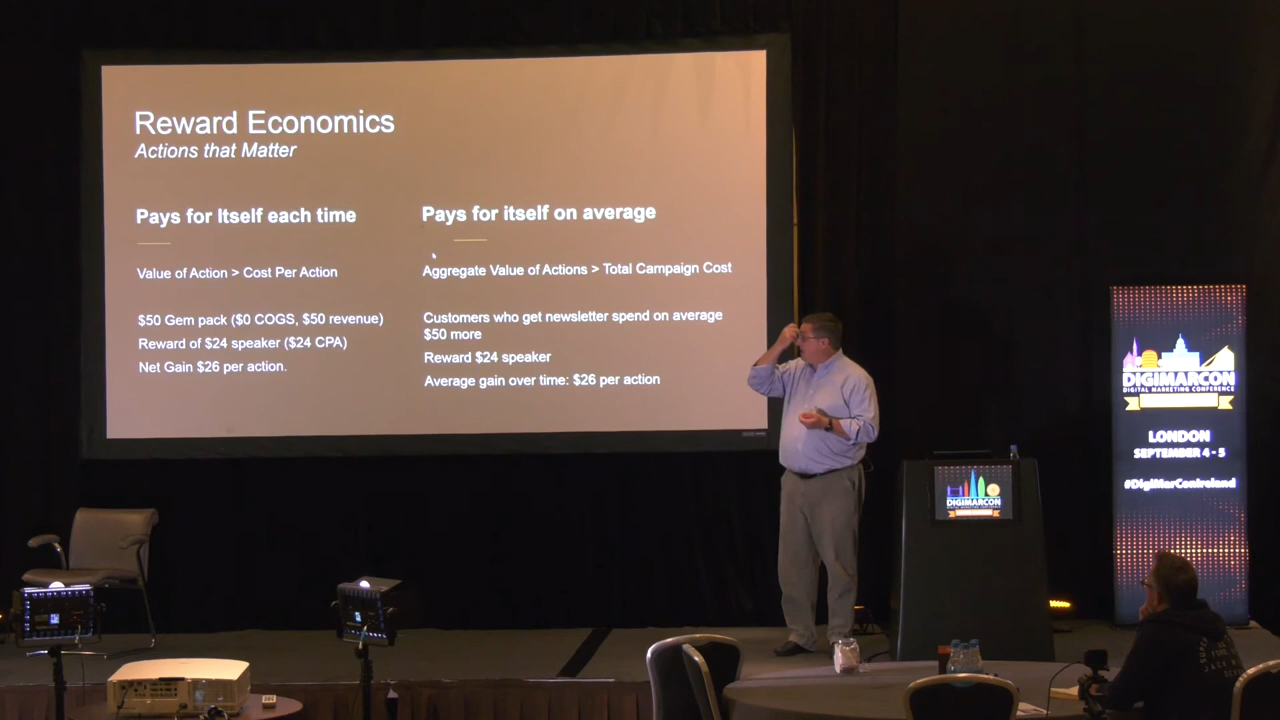 Reward Economics
Actions that Matter
Pays for Itself each time
Value of Action > Cost Per Action
$50 Gem pack ($0 COGS, $50 revenue)
Reward of $24 speaker ($24 CPA)
Net Gain $26 per action.
Pays for itself on average
Aggregate Value of Actions > Total Campaign Cost
Customers who get newsletter spend on average
$50 more
Reward $24 speaker
Average gain over time: $26 per action
DIGIMARCON
DIGIMARCON
DIGITAL MARKETING CONFERENCE
LONDON
SEPTEMBER 4 - 5
#DigiMarConIreland